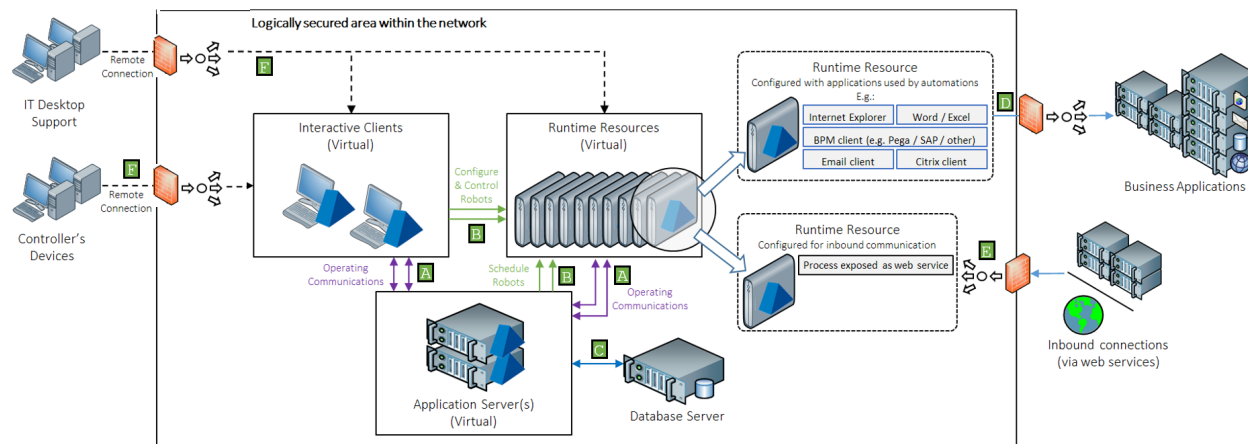 Logically secured area within the network
IT Desktop
Support
Remote
Connection
F
Controller's
Devices
F
Remote
Connection
Interactive Clients
(Virtual)
Configure
& Control
Robots
B
Runtime Resources
(Virtual)
Operating
Communications
A
Schedule
Robots
B
A
Operating
Communications
Application Server(s)
(Virtual)
C
Database Server
Runtime Resource
Configured with applications used by automations
E.g.:
Internet Explorer
Word / Excel
BPM client (e.g. Pega / SAP / other)
Email client
Citrix client
D
Business Applications
Runtime Resource
Configured for inbound communication
Process exposed as web service
E
Inbound connections
(via web services)